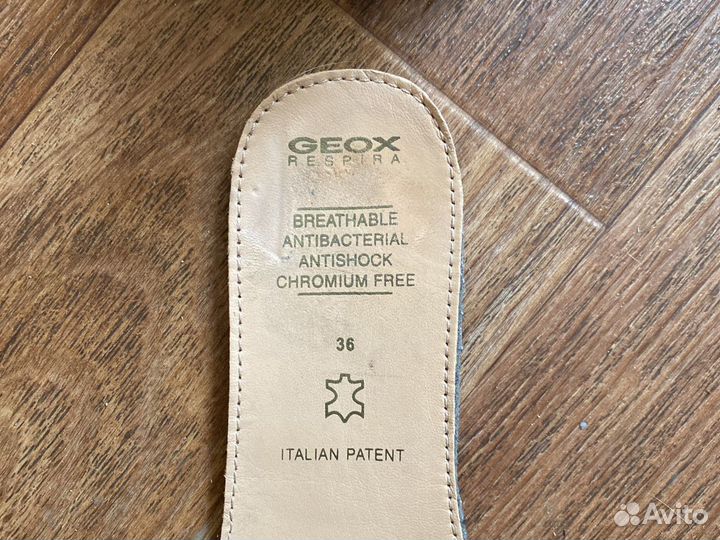 GEOX
RESPIRA
BREATHABLE
ANTIBACTERIAL
ANTISHOCK
CHROMIUM FREE
36
ITALIAN PATENT
Avito